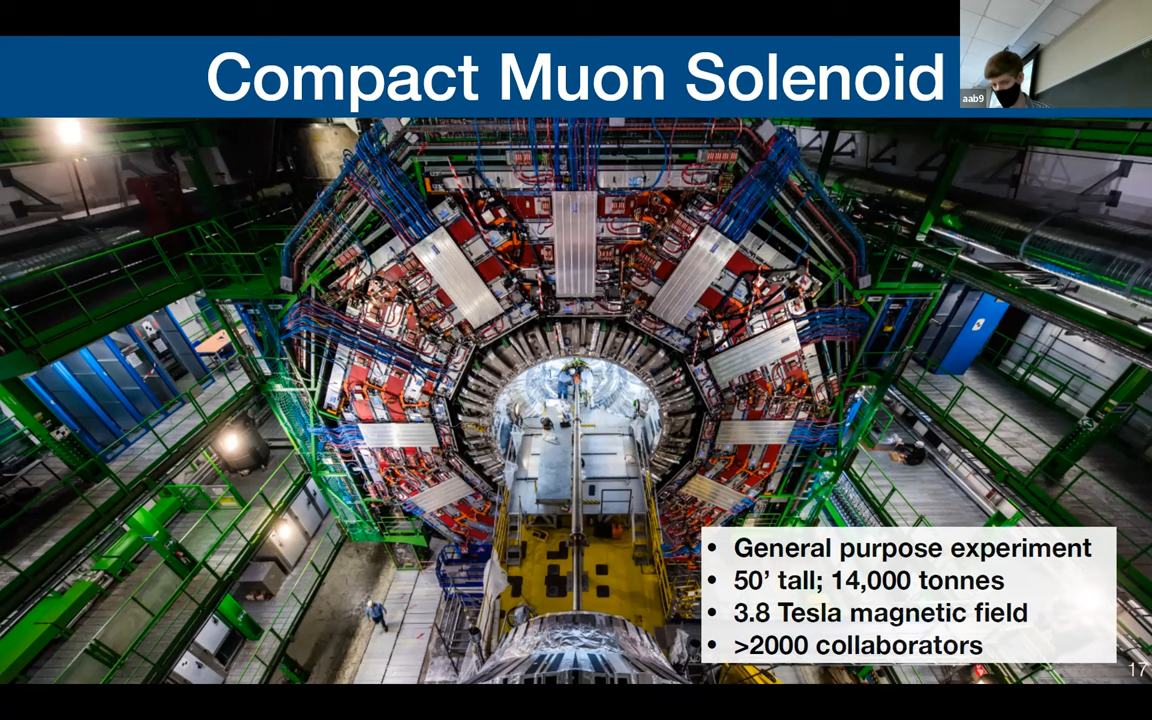 Compact Muon Solenoid
aab9
• General purpose experiment
• 50’ tall; 14,000 tonnes
• 3.8 Tesla magnetic field
• >2000 collaborators
17